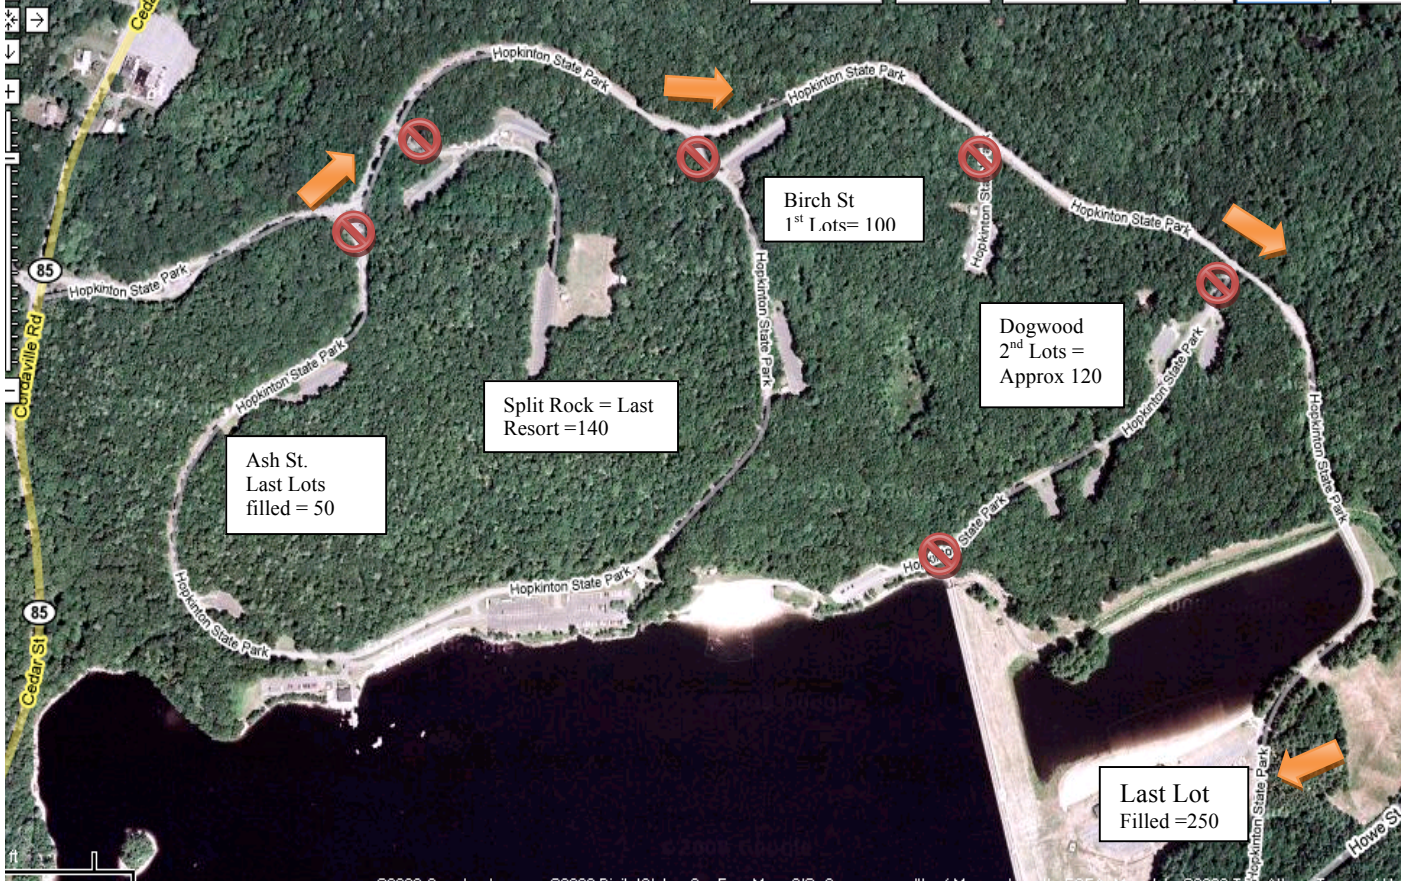 Hopkinton State Park
Hopkinton State Park
Hopkinton State Park
Birch St
1st Lots= 100
Hopkinton State Park
85
Hopkinton State Park
Hopkinton State Park
Dogwood
2nd Lots =
Approx 120
Cordaville Rd
Hopkinton State Park
Hopkinton State Park
Split Rock = Last
Resort =140
Hopkinton State Park
Hopkinton State Park
Ash St.
Last Lots
filled = 50
State Park
Hopkinton State Park
85
Hopkinton State Park
Cedar St
Last Lot
Filled =250
Hopkinton State Park
Howe St
ft